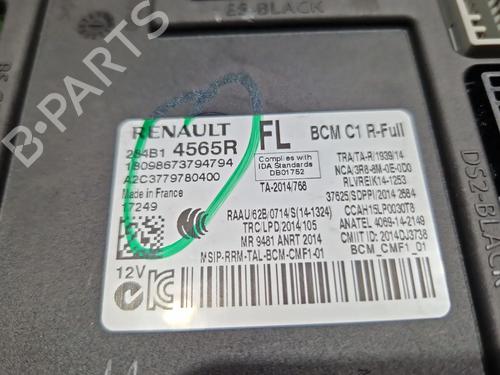 ES-BLACK
RENAULT
FL
BCM C1 R-Full
284B1 4565R
18098673794794
A2C3779780400
Made in France
17249
Complies with
IDA Standards
DB01752
TA-2014/768
TRA/TA-R/1939/14
NCA/3R8-8M-0E-0D0
RLVREIK14-1253
37625/SDPPI/2014 2684
CCAH15LP0030T8
ANATEL 4069-14-2149
CMIIT ID: 2014DJ3738
BCM_CMF1_01
RAAU/62B/0714/S(14-1324)
TRC/LPD/2014/105
MR 9481 ANRT 2014
MSIP-RRM-TAL-BCM-CMF1-01
12V
DS2-BLACK
B-PARTS